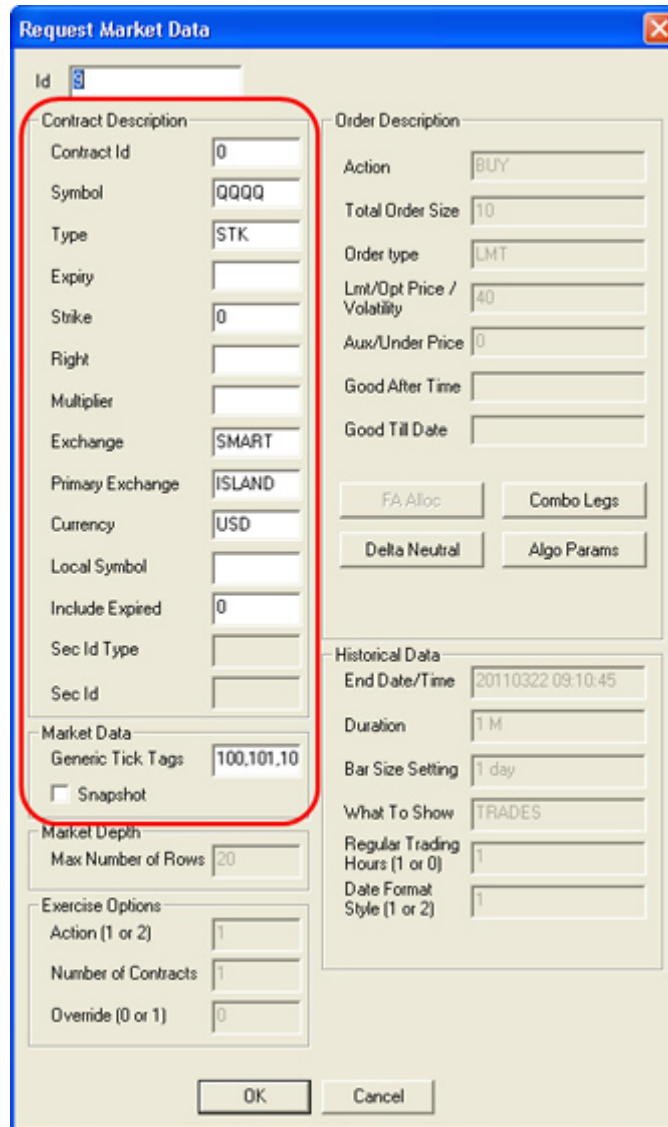 Request Market Data
Id 9
Contract Description
Contract Id 0
Symbol QQQQ
Type STK
Expiry
Strike 0
Right
Multiplier
Exchange SMART
Primary Exchange ISLAND
Currency USD
Local Symbol
Include Expired 0
Sec Id Type
Sec Id
Market Data
Generic Tick Tags 100,101,10
Snapshot
Market Depth
Max Number of Rows 20
Exercise Options
Action (1 or 2) 1
Number of Contracts 1
Override (0 or 1) 0
Order Description
Action BUY
Total Order Size 10
Order type LMT
Lmt/Opt Price /
Volatility 40
Aux/Under Price 0
Good After Time
Good Till Date
FA Alloc Combo Legs
Delta Neutral Algo Params
Historical Data
End Date/Time 20110322 09:10:45
Duration 1 M
Bar Size Setting 1 day
What To Show TRADES
Regular Trading
Hours (1 or 0) 1
Date Format
Style (1 or 2) 1
OK Cancel